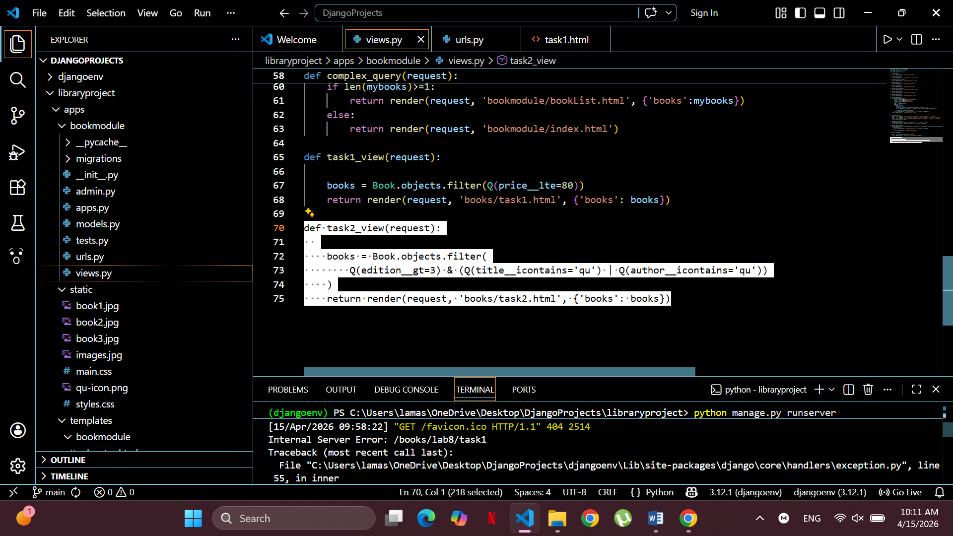 File Edit Selection View Go Run ··· DjangoProjects Sign In
EXPLORER ···
Welcome views.py urls.py <> task1.html ···
libraryproject > apps > bookmodule > views.py > task2_view
DJANGOPROJECTS
djangoenv
libraryproject
apps
bookmodule
__pycache__
migrations
__init__.py
admin.py
apps.py
models.py
tests.py
urls.py
views.py
static
book1.jpg
book2.jpg
book3.jpg
images.jpg
main.css
qu-icon.png
styles.css
templates
bookmodule
OUTLINE
TIMELINE
58 def complex_query(request):
60 if len(mybooks)>=1:
61 return render(request, 'bookmodule/bookList.html', {'books':mybooks})
62 else:
63 return render(request, 'bookmodule/index.html')
64
65 def task1_view(request):
66
67 books = Book.objects.filter(Q(price__lte=80))
68 return render(request, 'books/task1.html', {'books': books})
69
70 def task2_view(request):
71
72 books = Book.objects.filter(
73 Q(edition__gt=3) & (Q(title__icontains='qu') | Q(author__icontains='qu'))
74 )
75 return render(request, 'books/task2.html', {'books': books})
PROBLEMS OUTPUT DEBUG CONSOLE TERMINAL PORTS python - libraryproject ···
(djangoenv) PS C:\Users\lamas\OneDrive\Desktop\DjangoProjects\libraryproject> python manage.py runserver
[15/Apr/2026 09:58:22] "GET /favicon.ico HTTP/1.1" 404 2514
Internal Server Error: /books/lab8/task1
Traceback (most recent call last):
File "C:\Users\lamas\OneDrive\Desktop\DjangoProjects\djangoenv\Lib\site-packages\django\core\handlers\exception.py", line
55, in inner
main 0 0 Ln 70, Col 1 (218 selected) Spaces: 4 UTF-8 CRLF { } Python 3.12.1 (djangoenv) djangoenv (3.12.1) Go Live
1 Search ENG 10:11 AM
4/15/2026